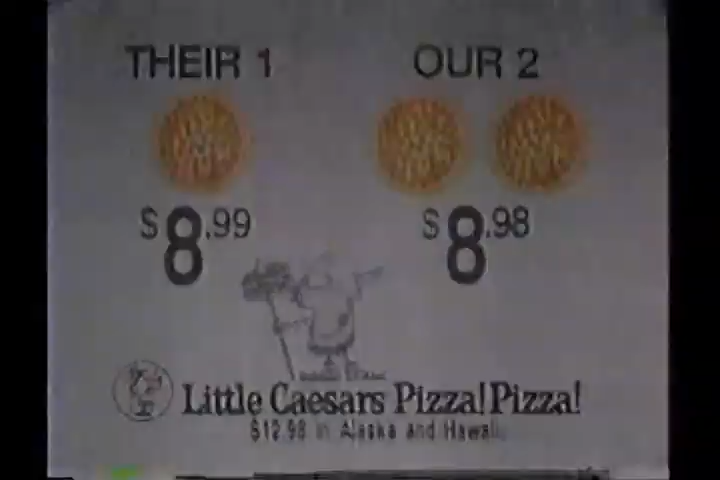 THEIR 1 OUR 2
$8.99 $8.98
Little Caesars Pizza!Pizza!
$12.98 in Alaska and Hawaii.